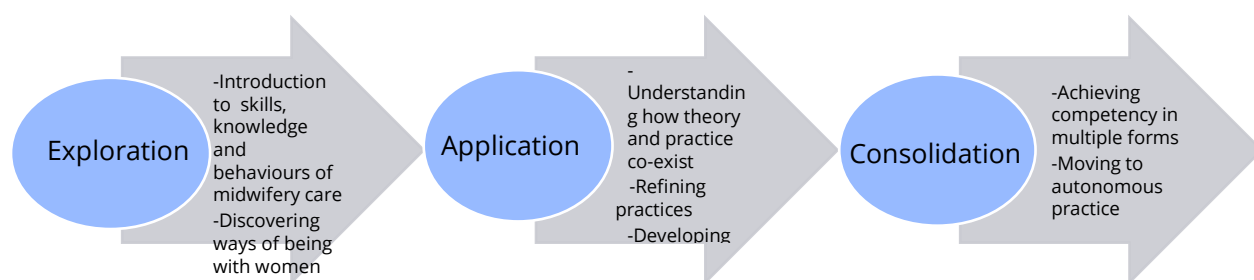 Exploration
-Introduction
to skills,
knowledge
and
behaviours of
midwifery care
-Discovering
ways of being
with women
Application
-
Understandin
g how theory
and practice
co-exist
-Refining
practices
-Developing
Consolidation
-Achieving
competency in
multiple forms
-Moving to
autonomous
practice